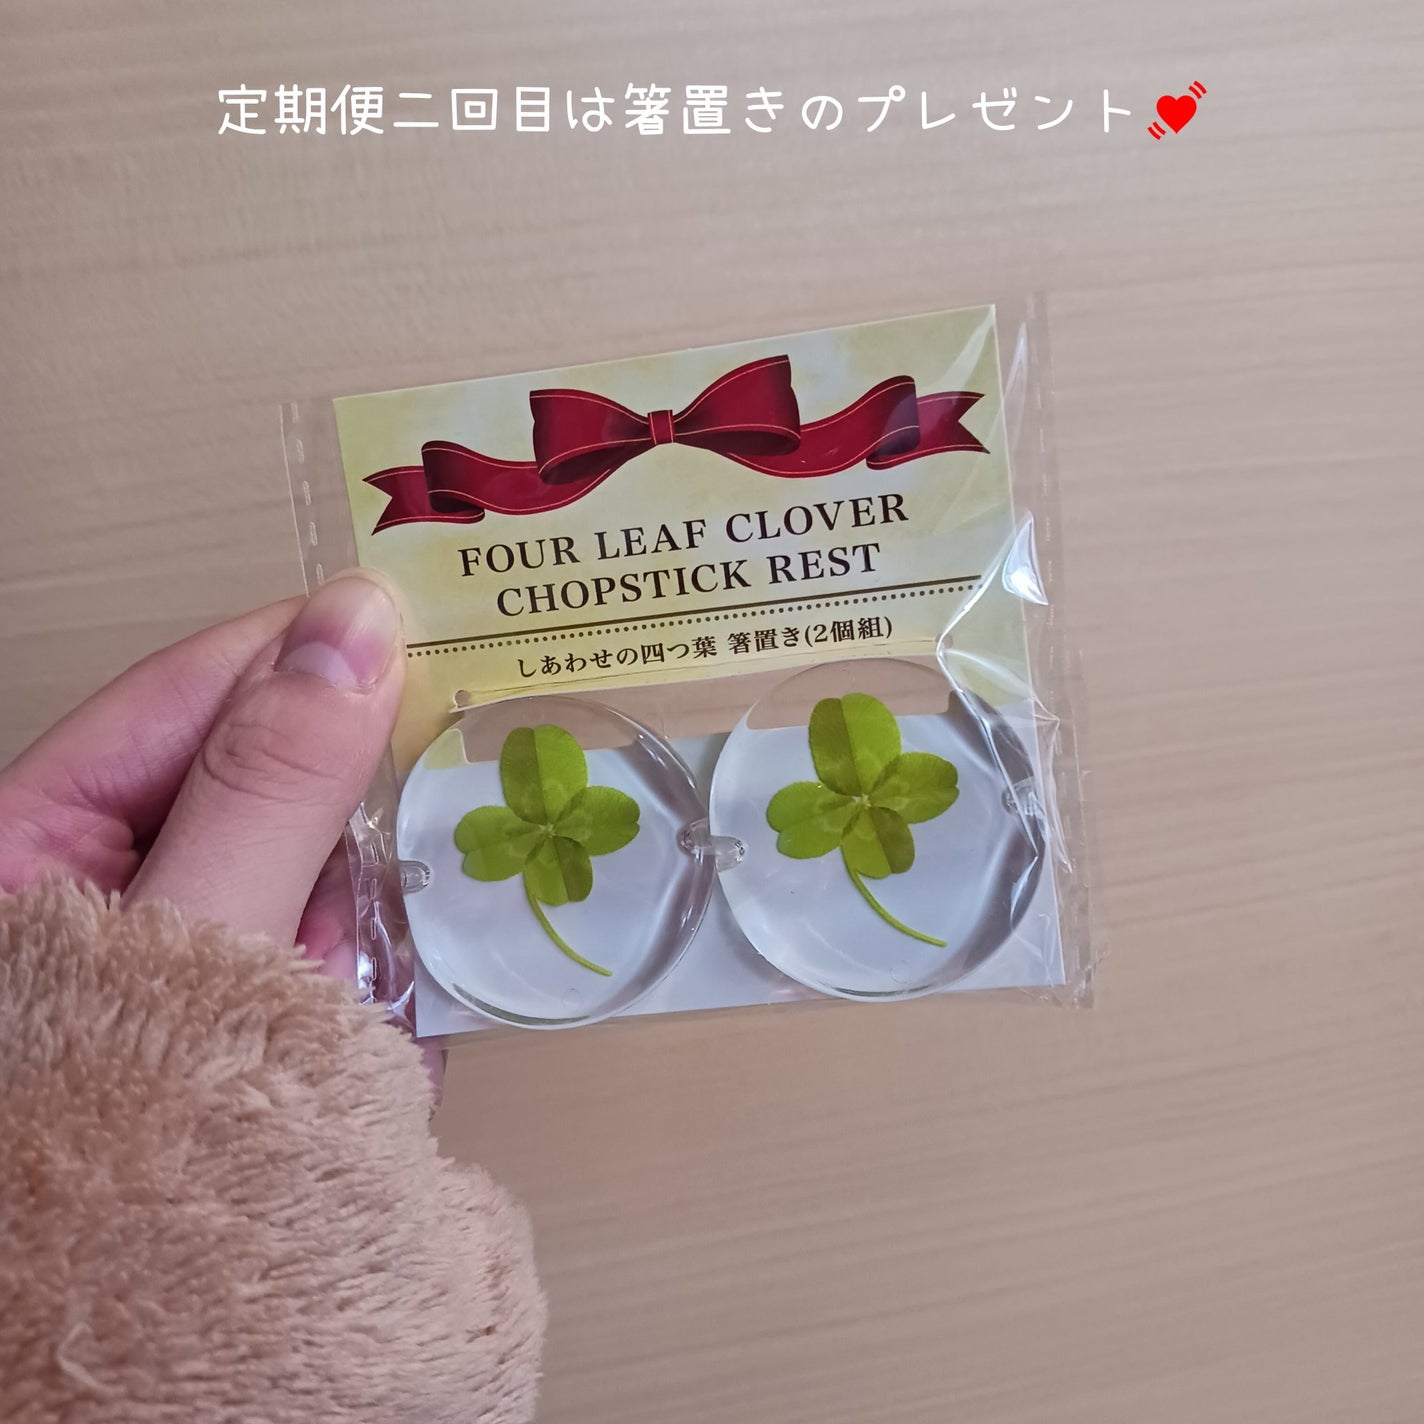 定期便二回目は箸置きのプレゼント💓
FOUR LEAF CLOVER
CHOPSTICK REST
しあわせの四つ葉 箸置き(2個組)